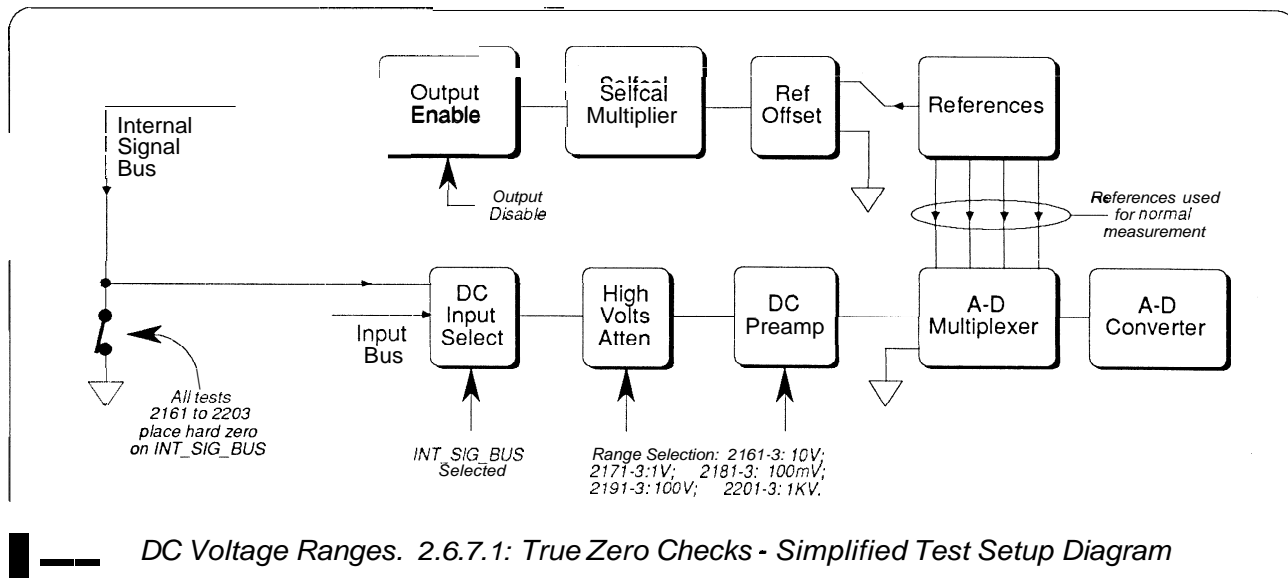 Output
Enable
Selfcal
Selfcal
Multiplier
Ref
Offset
References
Internal
Signal
Bus
Output
Disable
References used
for normal
measurement
DC
Input
Select
High
Volts
Atten
DC
Preamp
A-D
Multiplexer
A-D
Converter
Input
Bus
All tests
2161 to 2203
place hard zero
on INT_SIG_BUS
INT_SIG_BUS
Selected
Range Selection: 2161-3: 10V;
2171-3:1V; 2181-3: 100mV;
2191-3:100V; 2201-3: 1KV.
DC Voltage Ranges. 2.6.7.1: True Zero Checks - Simplified Test Setup Diagram